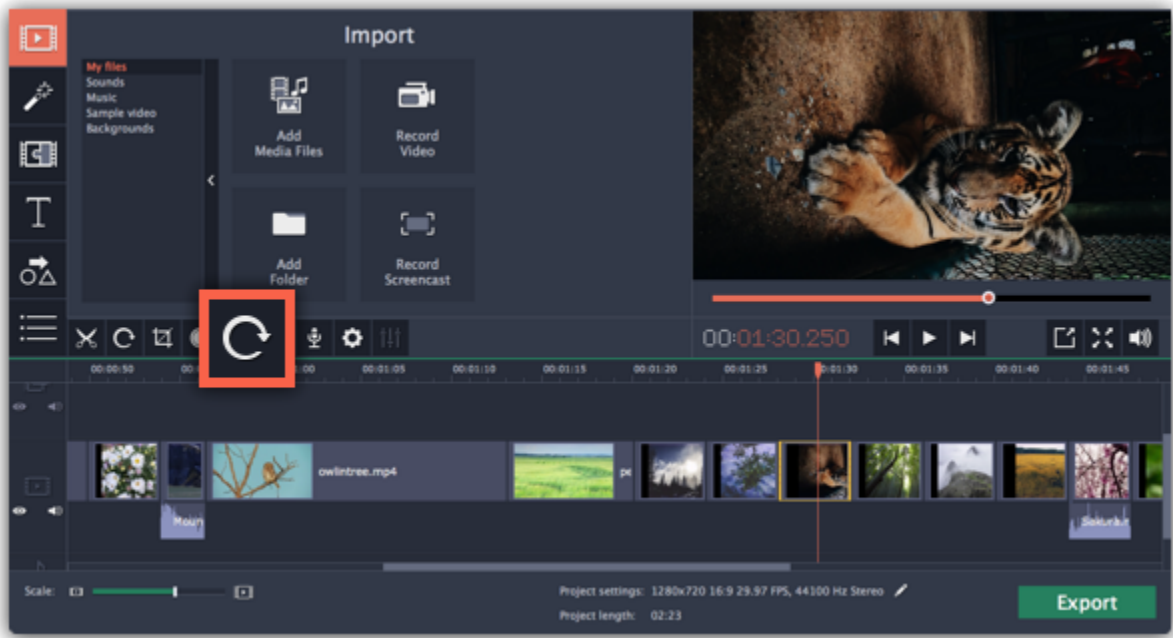 Import
My files
Sounds
Music
Sample video
Backgrounds
Add
Media Files
Record
Video
Add
Folder
Record
Screencast
T
00:01:30.250
00:00:50
00:01:05
00:01:10
00:01:15
00:01:20
00:01:25
00:01:35
00:01:40
00:01:45
owlintree.mp4
Moun
Scale:
Project settings: 1280x720 16:9 29.97 FPS, 44100 Hz Stereo
Project length: 02:23
Export